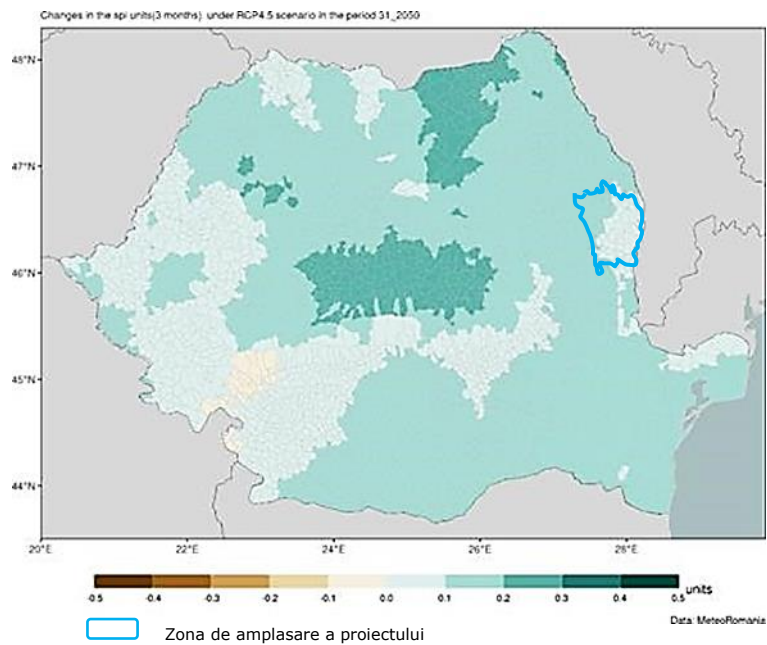 Changes in the spi units(3 months) under RCP4.5 scenario in the period 31_2050
48°N
47°N
46°N
45°N
44°N
20°E 22°E 24°E 26°E 28°E
-0.5 -0.4 -0.3 -0.2 -0.1 0.0 0.1 0.2 0.3 0.4 0.5 units
Data: MeteoRomania
Zona de amplasare a proiectului